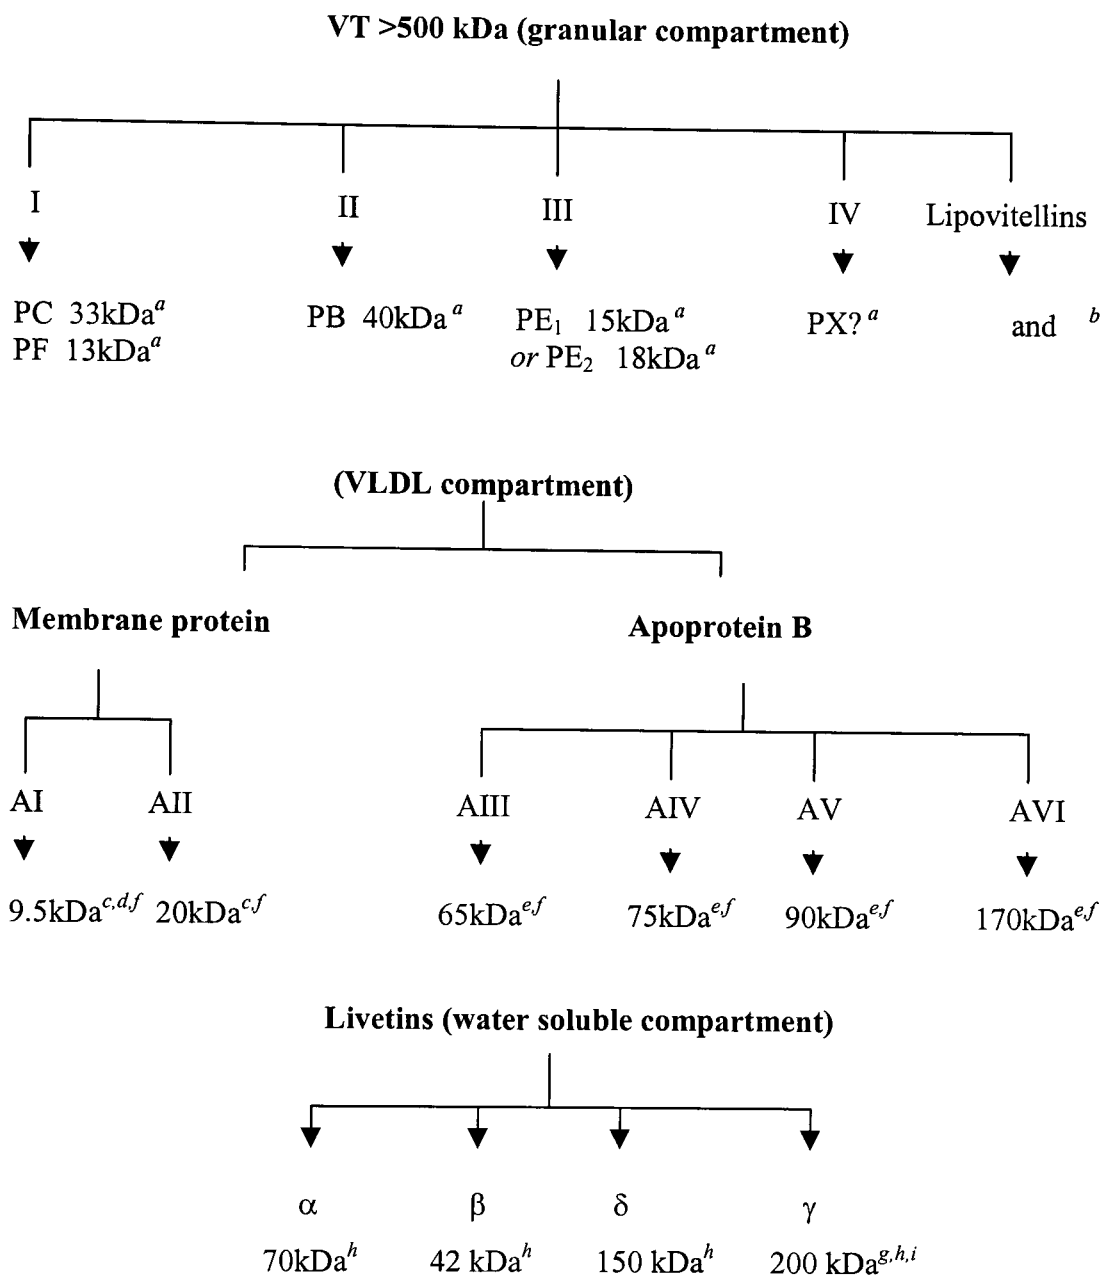 VT >500 kDa (granular compartment)
I II III IV Lipovitellins
PC 33kDa^a PB 40kDa^a PE₁ 15kDa^a PX?^a and ^b
PF 13kDa^a or PE₂ 18kDa^a
(VLDL compartment)
Membrane protein Apoprotein B
AI AII AIII AIV AV AVI
9.5kDa^c,d,f 20kDa^c,f 65kDa^e,f 75kDa^e,f 90kDa^e,f 170kDa^e,f
Livetins (water soluble compartment)
α β δ γ
70kDa^h 42 kDa^h 150 kDa^h 200 kDa^g,h,i